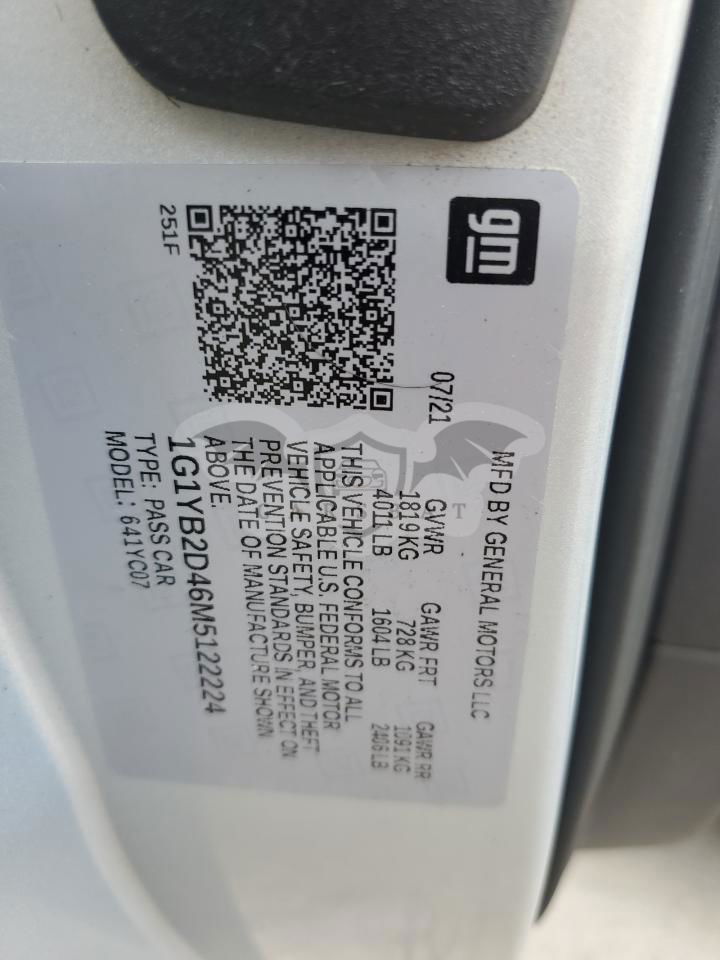 gm
MFD BY GENERAL MOTORS LLC
07/21 GVWR GAWR FRT GAWR RR
1819 KG 728 KG 1091 KG
4011 LB 1604 LB 2406 LB
THIS VEHICLE CONFORMS TO ALL
APPLICABLE U.S. FEDERAL MOTOR
VEHICLE SAFETY, BUMPER, AND THEFT
PREVENTION STANDARDS IN EFFECT ON
THE DATE OF MANUFACTURE SHOWN
ABOVE.
1G1YB2D46M5122224
TYPE: PASS CAR
MODEL: 641YC07
251F